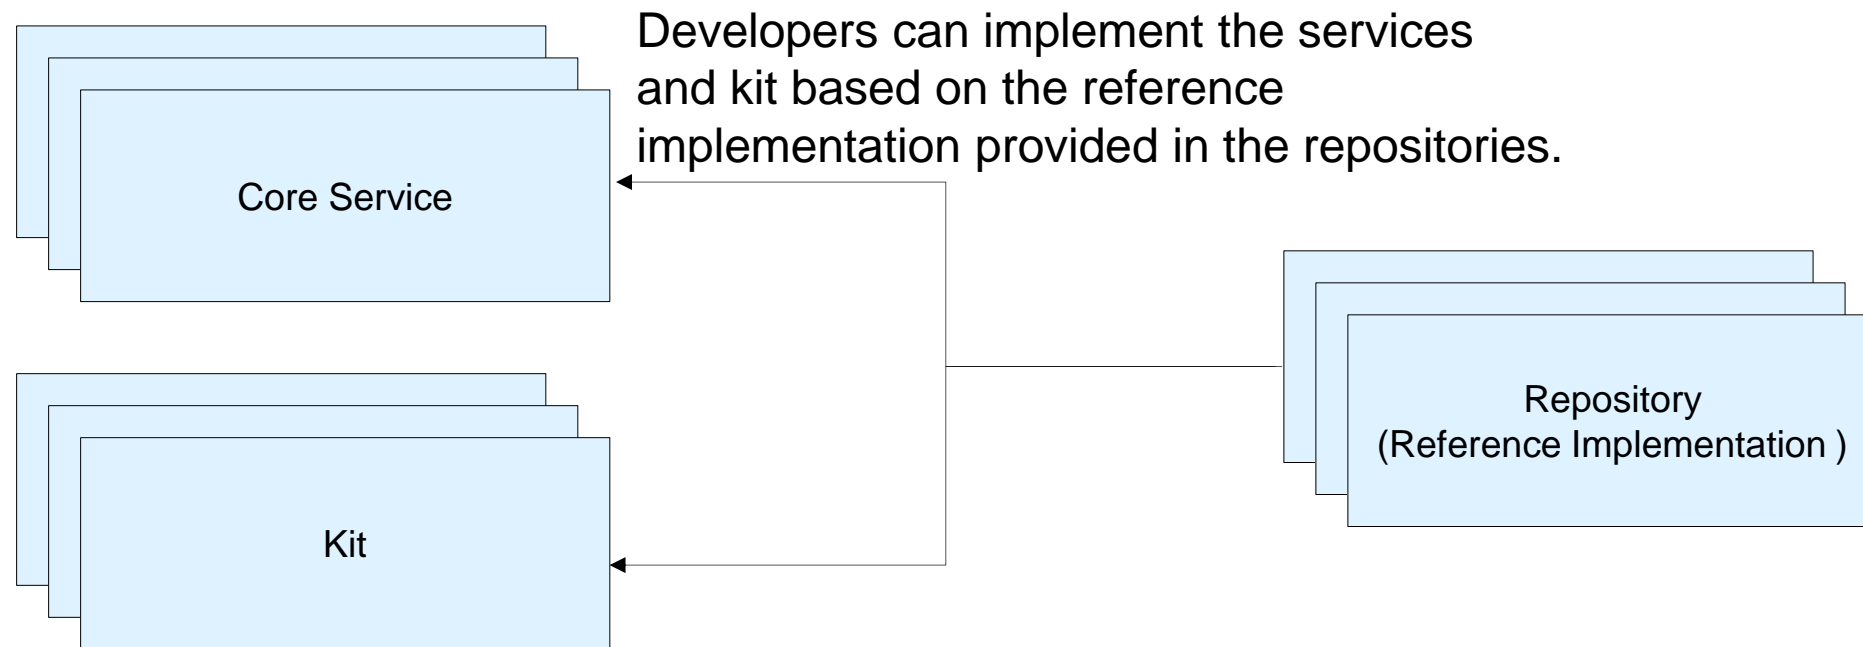 Developers can implement the services
and kit based on the reference
implementation provided in the repositories.
Core Service
Repository
(Reference Implementation )
Kit